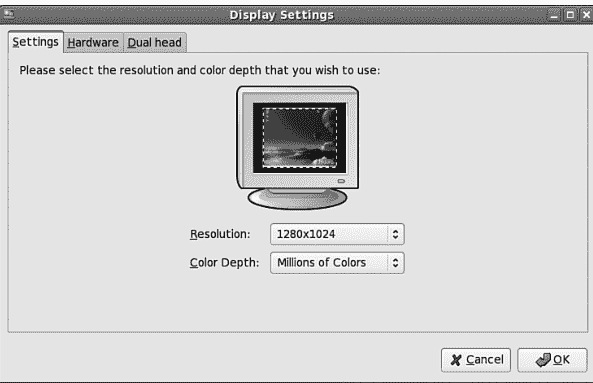 Display Settings
Settings Hardware Dual head
Please select the resolution and color depth that you wish to use:
Resolution: 1280x1024
Color Depth: Millions of Colors
Cancel OK